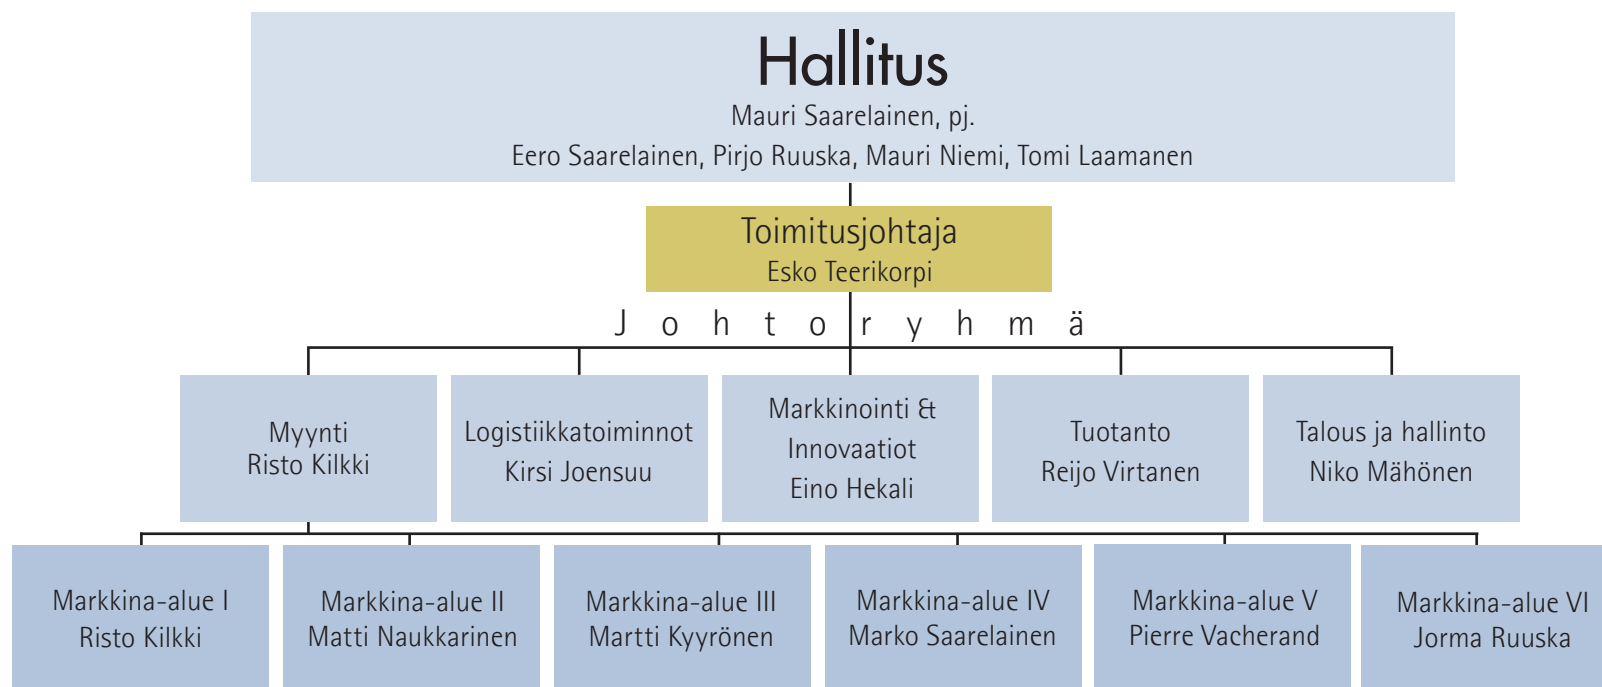 Hallitus
Mauri Saarelainen, pj.
Eero Saarelainen, Pirjo Ruuska, Mauri Niemi, Tomi Laamanen
Toimitusjohtaja
Esko Teerikorpi
Johtoryhmä
Myynti
Risto Kilkki
Logistiikkatoiminnot
Kirsi Joensuu
Markkinointi &
Innovaatiot
Eino Hekali
Tuotanto
Reijo Virtanen
Talous ja hallinto
Niko Mähönen
Markkina-alue I
Risto Kilkki
Markkina-alue II
Matti Naukkarinen
Markkina-alue III
Martti Kyyrönen
Markkina-alue IV
Marko Saarelainen
Markkina-alue V
Pierre Vacherand
Markkina-alue VI
Jorma Ruuska